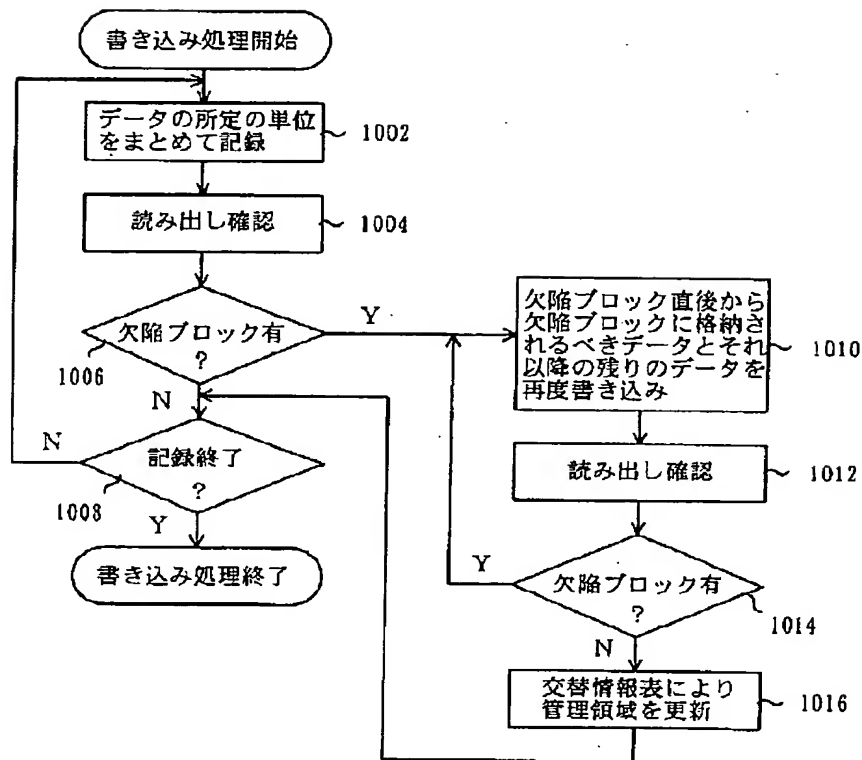 書き込み処理開始
データの所定の単位
をまとめて記録
1002
読み出し確認
1004
欠陥ブロック有
?
1006
Y
N
記録終了
?
1008
N
Y
書き込み処理終了
欠陥ブロック直後から
欠陥ブロックに格納さ
れるべきデータとそれ
以降の残りのデータを
再度書き込み
1010
読み出し確認
1012
欠陥ブロック有
?
1014
Y
N
交替情報表により
管理領域を更新
1016